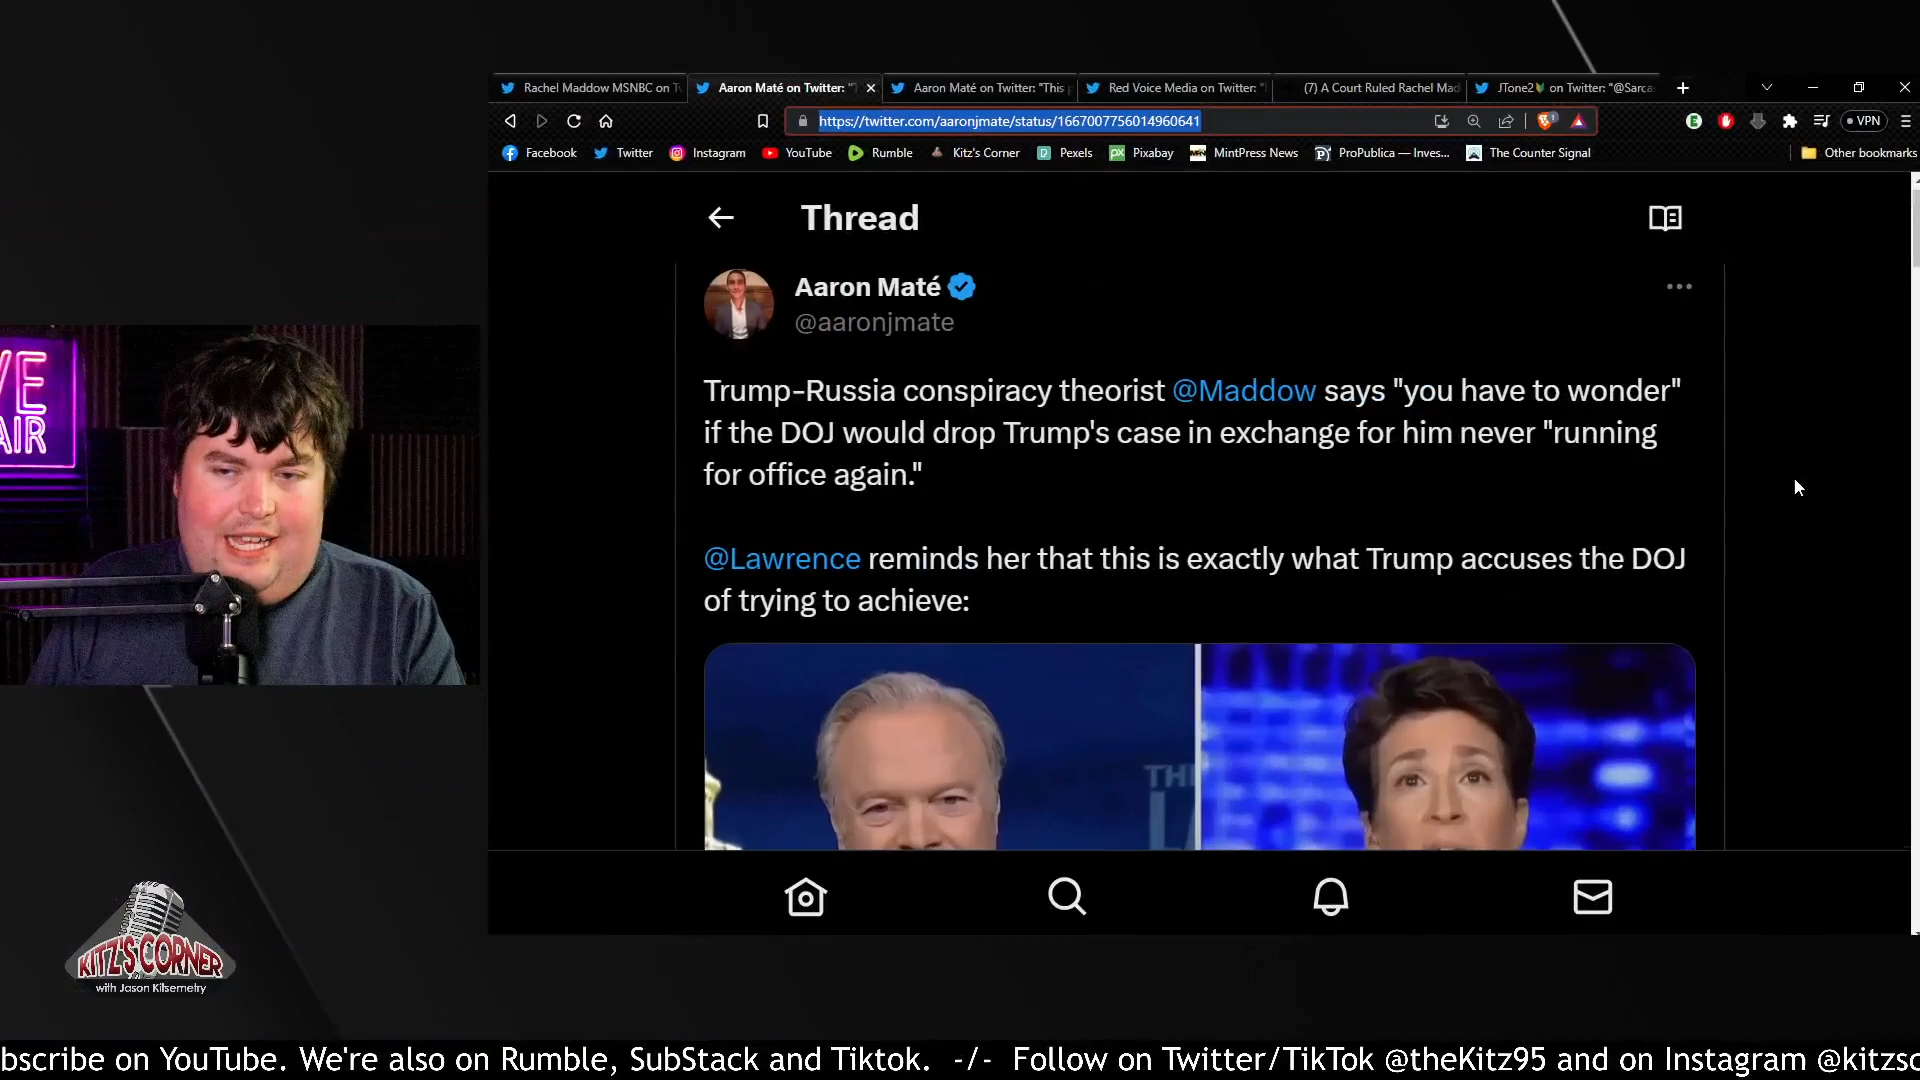 Rachel Maddow MSNBC on T
Aaron Maté on Twitter: "
Aaron Maté on Twitter: "This
Red Voice Media on Twitter: "
(7) A Court Ruled Rachel Mad
JTone2 on Twitter: "@Sarca
https://twitter.com/aaronjmate/status/1667007756014960641
1
VPN
Facebook
Twitter
Instagram
YouTube
Rumble
Kitz's Corner
Pexels
Pixabay
MintPress News
ProPublica — Inves...
The Counter Signal
Other bookmarks
Thread
Aaron Maté
@aaronjmate
Trump-Russia conspiracy theorist @Maddow says "you have to wonder"
if the DOJ would drop Trump's case in exchange for him never "running
for office again."
@Lawrence reminds her that this is exactly what Trump accuses the DOJ
of trying to achieve:
TH
LA
VE
AIR
KITZ'S CORNER
with Jason Kitsemetry
bscribe on YouTube. We're also on Rumble, SubStack and Tiktok. -/- Follow on Twitter/TikTok @theKitz95 and on Instagram @kitzsc